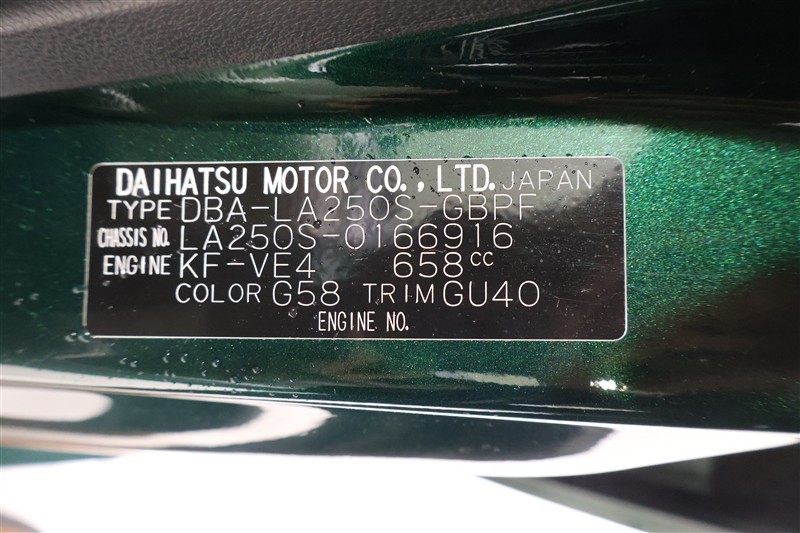 DAIHATSU MOTOR CO., LTD. JAPAN
TYPE DBA-LA250S-GBPF
CHASSIS NO. LA250S-0166916
ENGINE KF-VE4 658cc
COLOR G58 TRIM GU40
ENGINE NO.